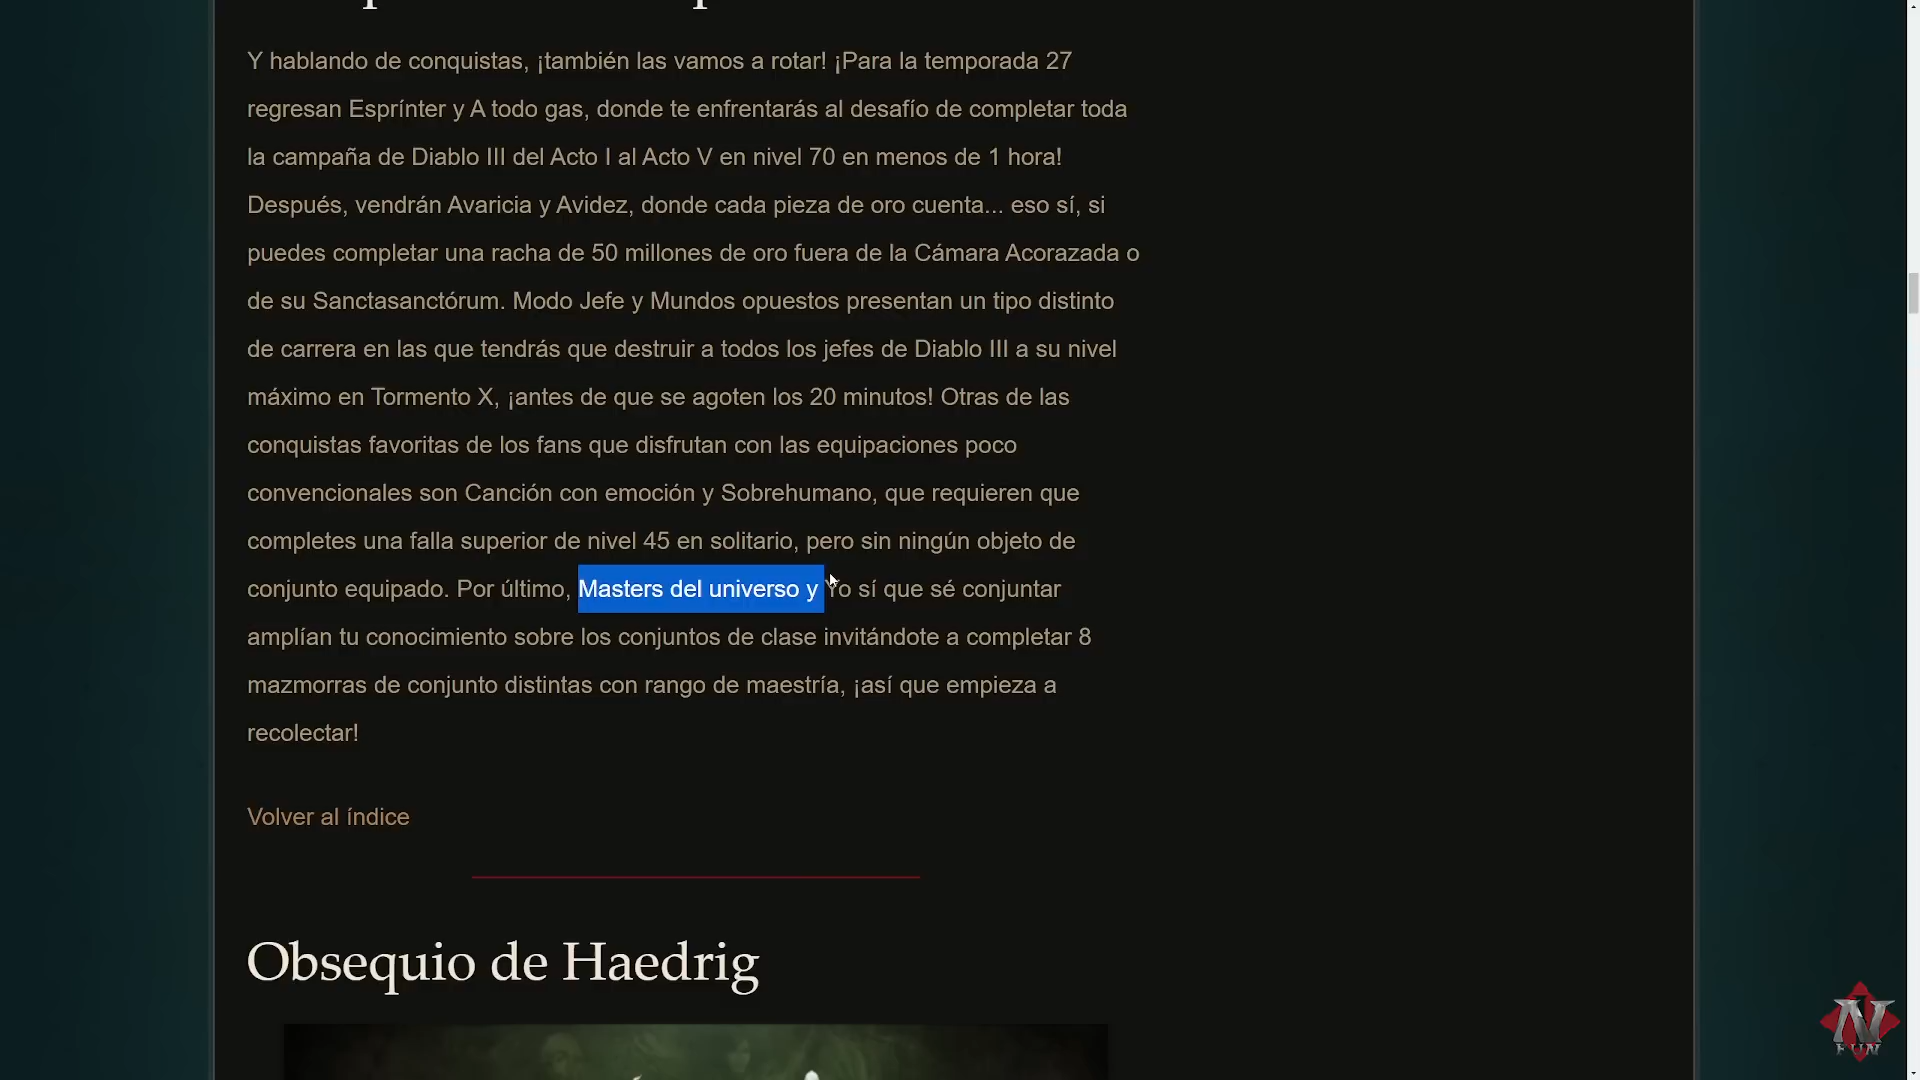 Y hablando de conquistas, ¡también las vamos a rotar! ¡Para la temporada 27
regresan Esprínter y A todo gas, donde te enfrentarás al desafío de completar toda
la campaña de Diablo III del Acto I al Acto V en nivel 70 en menos de 1 hora!
Después, vendrán Avaricia y Avidez, donde cada pieza de oro cuenta... eso sí, si
puedes completar una racha de 50 millones de oro fuera de la Cámara Acorazada o
de su Sanctasanctórum. Modo Jefe y Mundos opuestos presentan un tipo distinto
de carrera en las que tendrás que destruir a todos los jefes de Diablo III a su nivel
máximo en Tormento X, ¡antes de que se agoten los 20 minutos! Otras de las
conquistas favoritas de los fans que disfrutan con las equipaciones poco
convencionales son Canción con emoción y Sobrehumano, que requieren que
completes una falla superior de nivel 45 en solitario, pero sin ningún objeto de
conjunto equipado. Por último, Masters del universo y Yo sí que sé conjuntar
amplían tu conocimiento sobre los conjuntos de clase invitándote a completar 8
mazmorras de conjunto distintas con rango de maestría, ¡así que empieza a
recolectar!
Volver al índice
Obsequio de Haedrig
N
FUN